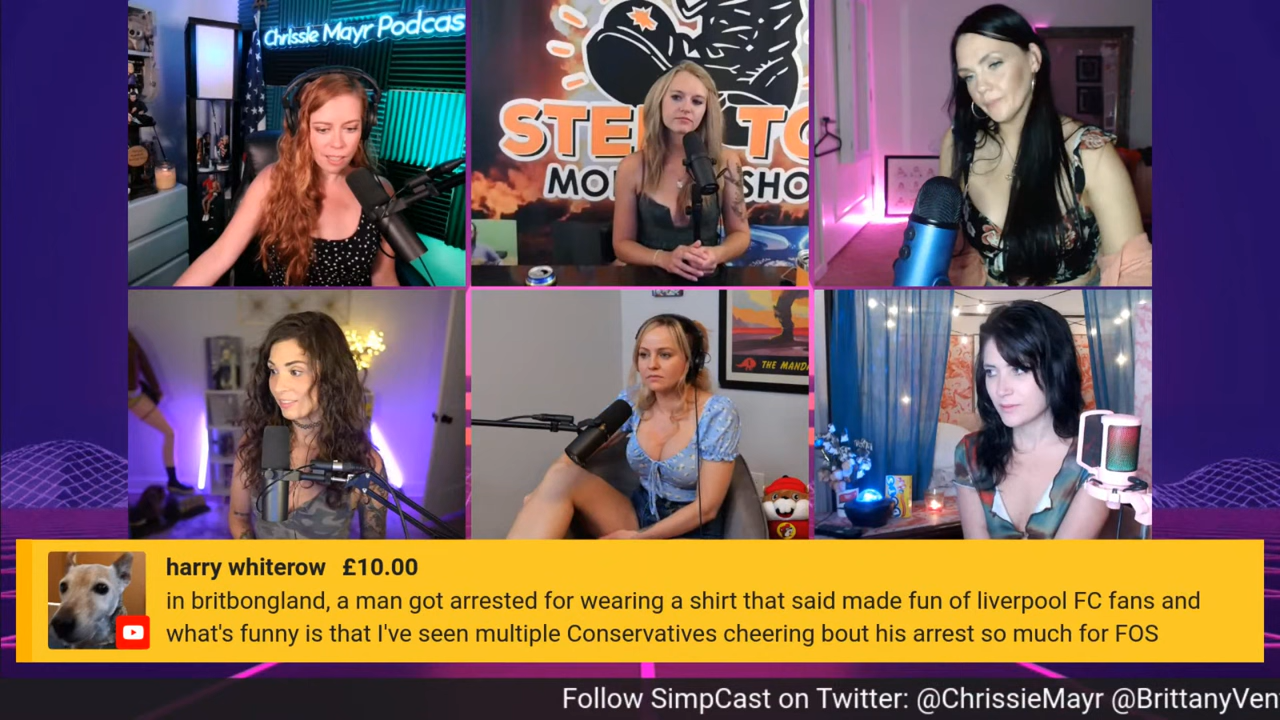 Chrissie Mayr Podcas
STE TO
MO SHO
THE MANDA
harry whiterow £10.00
in britbongland, a man got arrested for wearing a shirt that said made fun of liverpool FC fans and
what's funny is that I've seen multiple Conservatives cheering bout his arrest so much for FOS
Follow SimpCast on Twitter: @ChrissieMayr @BrittanyVen